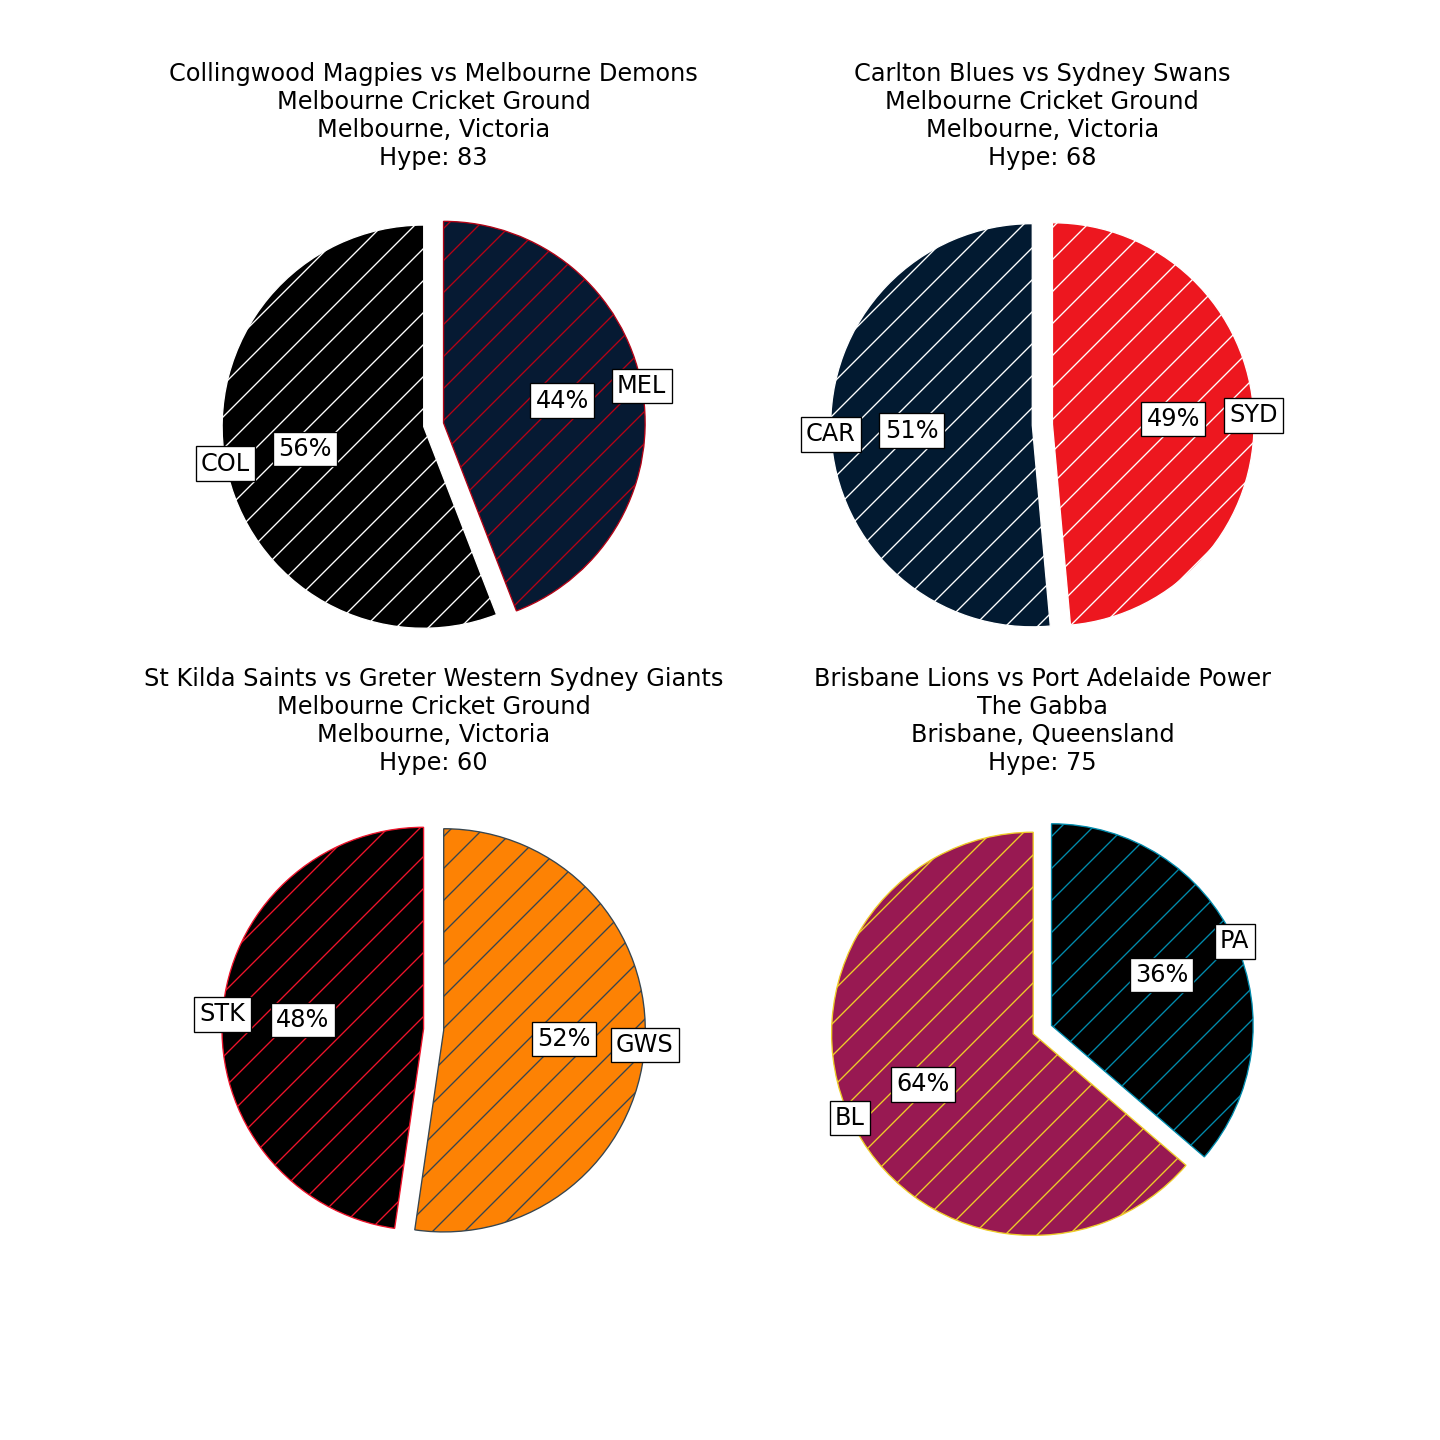 Collingwood Magpies vs Melbourne Demons
Melbourne Cricket Ground
Melbourne, Victoria
Hype: 83
MEL
44%
56%
COL
Carlton Blues vs Sydney Swans
Melbourne Cricket Ground
Melbourne, Victoria
Hype: 68
SYD
49%
51%
CAR
St Kilda Saints vs Greter Western Sydney Giants
Melbourne Cricket Ground
Melbourne, Victoria
Hype: 60
STK
48%
52%
GWS
Brisbane Lions vs Port Adelaide Power
The Gabba
Brisbane, Queensland
Hype: 75
PA
36%
64%
BL